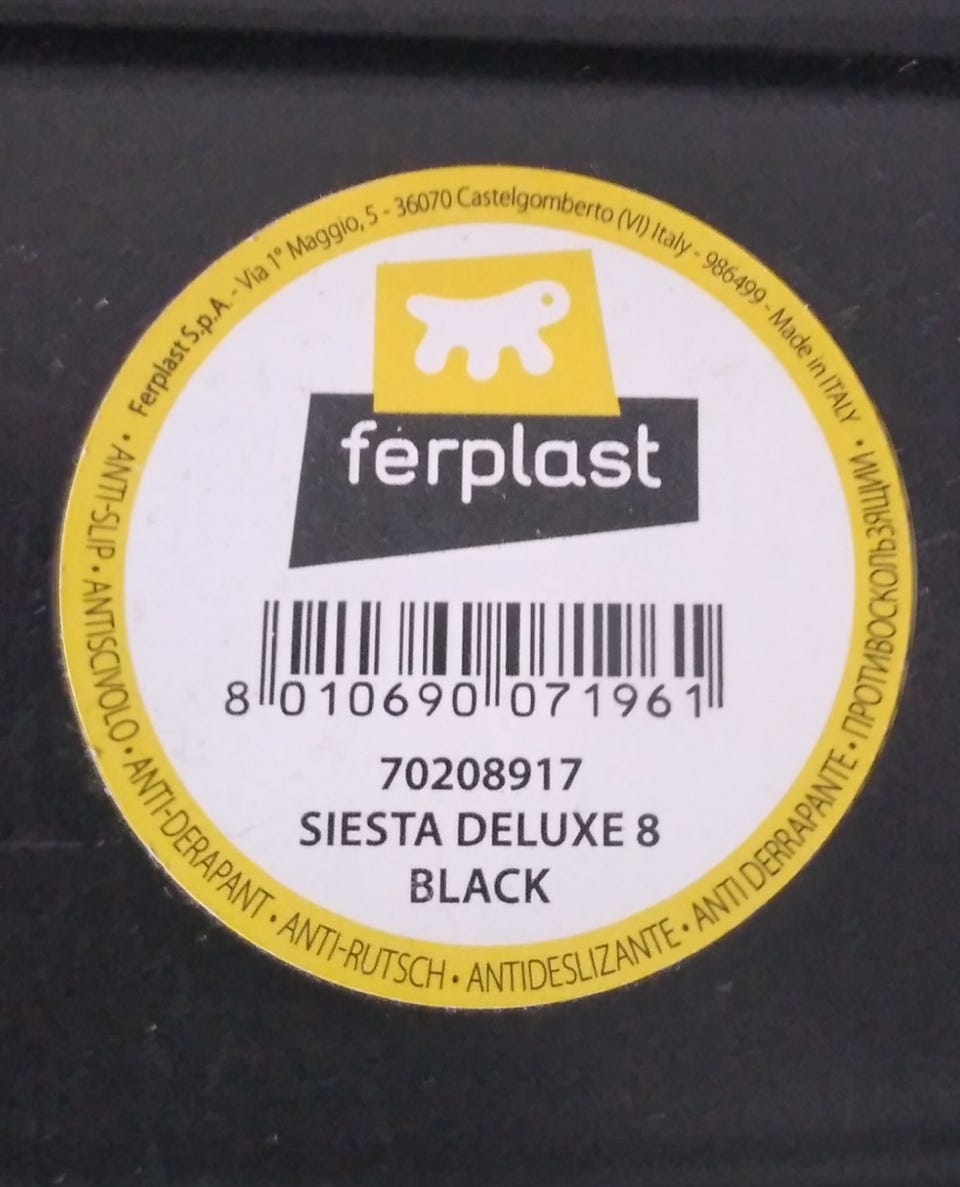 Ferplast S.p.A. - Via 1° Maggio, 5 - 36070 Castelgomberto (VI) Italy - 986499 - Made in ITALY
ferplast
8 010690 071961
70208917
SIESTA DELUXE 8
BLACK
• ANTI-SLIP • ANTISCIVOLO • ANTI-DERAPANT • ANTI-RUTSCH • ANTIDESLIZANTE • ANTI DERRAPANTE • ПРОТИВОСКОЛЬЗЯЩИЙ •